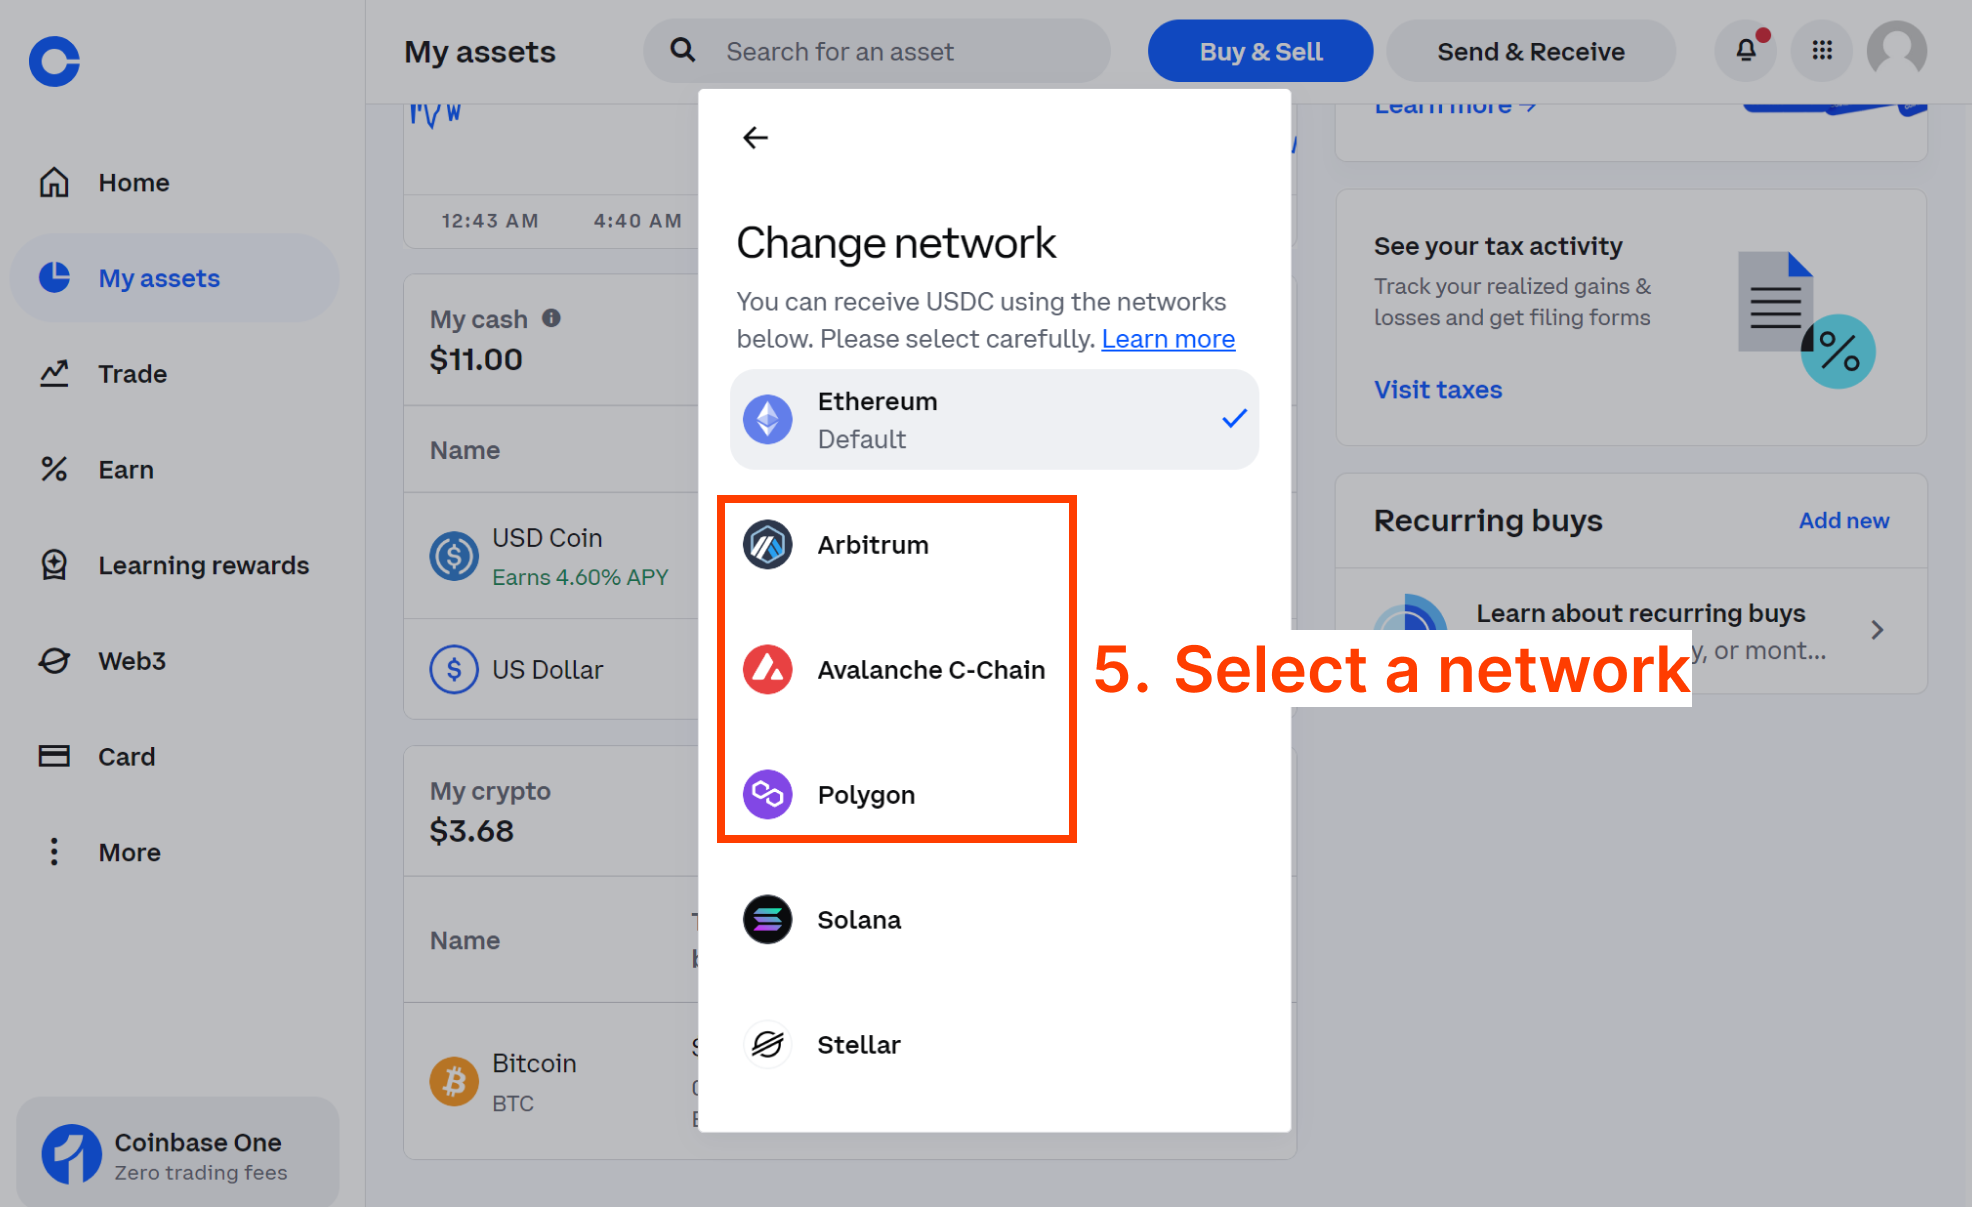 My assets
Search for an asset
Buy & Sell
Send & Receive
Home
My assets
Trade
Earn
Learning rewards
Web3
Card
More
Coinbase One
Zero trading fees
12:43 AM 4:40 AM
My cash
$11.00
Name
USD Coin
Earns 4.60% APY
US Dollar
My crypto
$3.68
Name
Bitcoin
BTC
Change network
You can receive USDC using the networks
below. Please select carefully. Learn more
Ethereum
Default
Arbitrum
Avalanche C-Chain
Polygon
Solana
Stellar
5. Select a network
Learn more →
See your tax activity
Track your realized gains &
losses and get filing forms
Visit taxes
Recurring buys
Add new
Learn about recurring buys
y, or mont...